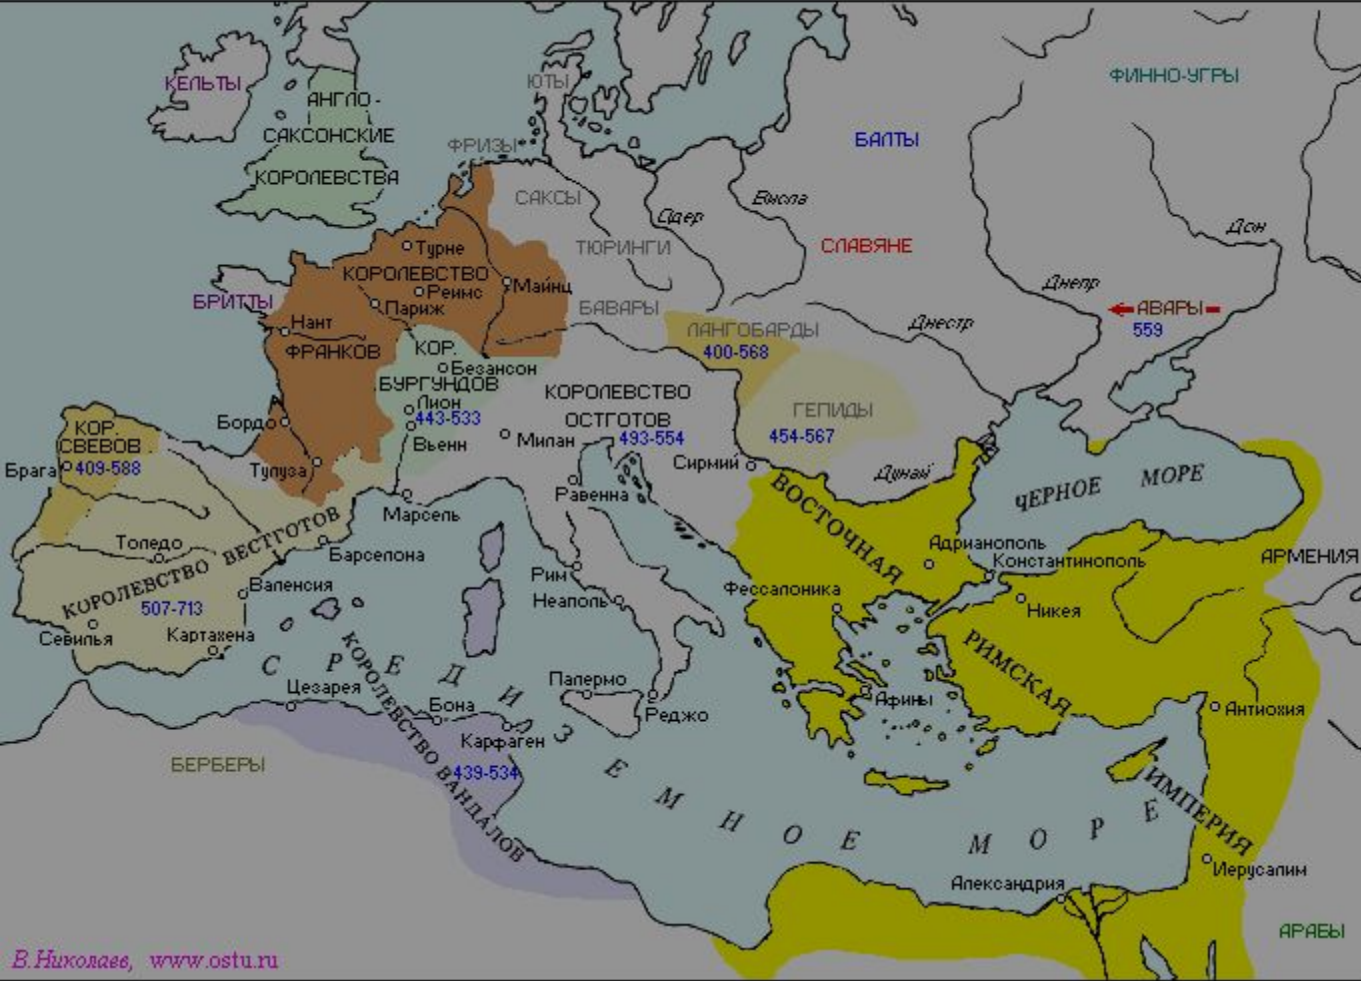 ФИННО-УГРЫ
КЕЛЬТЫ
ЮТЫ
АНГЛО-
САКСОНСКИЕ
КОРОЛЕВСТВА
БАЛТЫ
ФРИЗЫ
САКСЫ
Висла
Одер
Дон
Турне
ТЮРИНГИ
СЛАВЯНЕ
КОРОЛЕВСТВО
Реймс
Майнц
Днепр
БРИТТЫ
Париж
БАВАРЫ
АВАРЫ
559
Нант
ФРАНКОВ
ЛАНГОБАРДЫ
400-568
Днестр
КОР.
Безансон
БУРГУНДОВ
Лион
443-533
Вьенн
КОРОЛЕВСТВО
ОСТГОТОВ
493-554
Милан
ГЕПИДЫ
454-567
Бордо
Тулуза
КОР.
СВЕВОВ
Брага
409-588
Сирмий
Дунай
Равенна
Марсель
ЧЕРНОЕ МОРЕ
ВОСТОЧНАЯ
РИМСКАЯ
ИМПЕРИЯ
Толедо
КОРОЛЕВСТВО ВЕСТГОТОВ
507-713
Барселона
Валенсия
Севилья
Картахена
Рим
Неаполь
Адрианополь
Константинополь
АРМЕНИЯ
Фессалоника
Никея
СРЕДИЗЕМНОЕ МОРЕ
КОРОЛЕВСТВО ВАНДАЛОВ
439-534
Цезарея
Бона
Карфаген
Палермо
Реджо
Афины
Антиохия
БЕРБЕРЫ
Александрия
Иерусалим
АРАБЫ
В.Николаев, www.ostu.ru